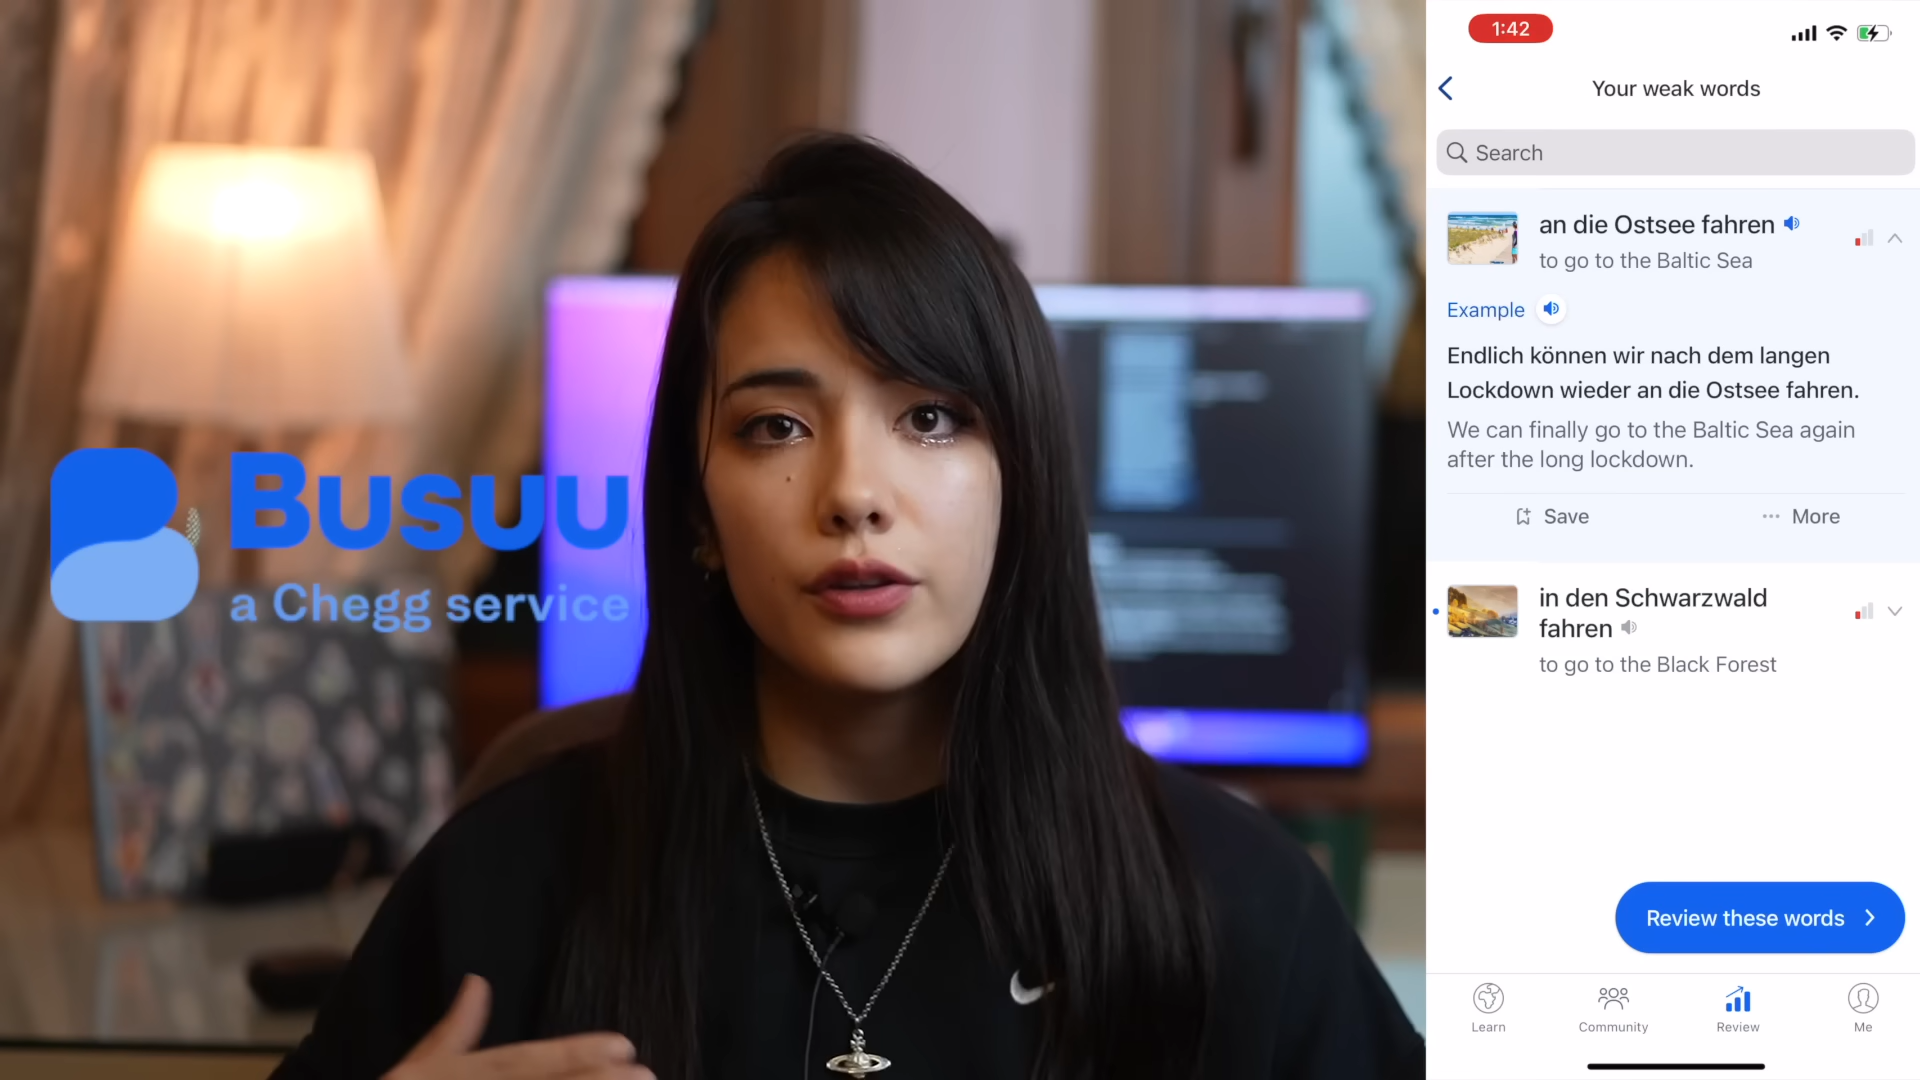 Busuu
a Chegg service
1:42
Your weak words
Search
an die Ostsee fahren
to go to the Baltic Sea
Example
Endlich können wir nach dem langen
Lockdown wieder an die Ostsee fahren.
We can finally go to the Baltic Sea again
after the long lockdown.
Save
More
in den Schwarzwald
fahren
to go to the Black Forest
Review these words
Learn
Community
Review
Me